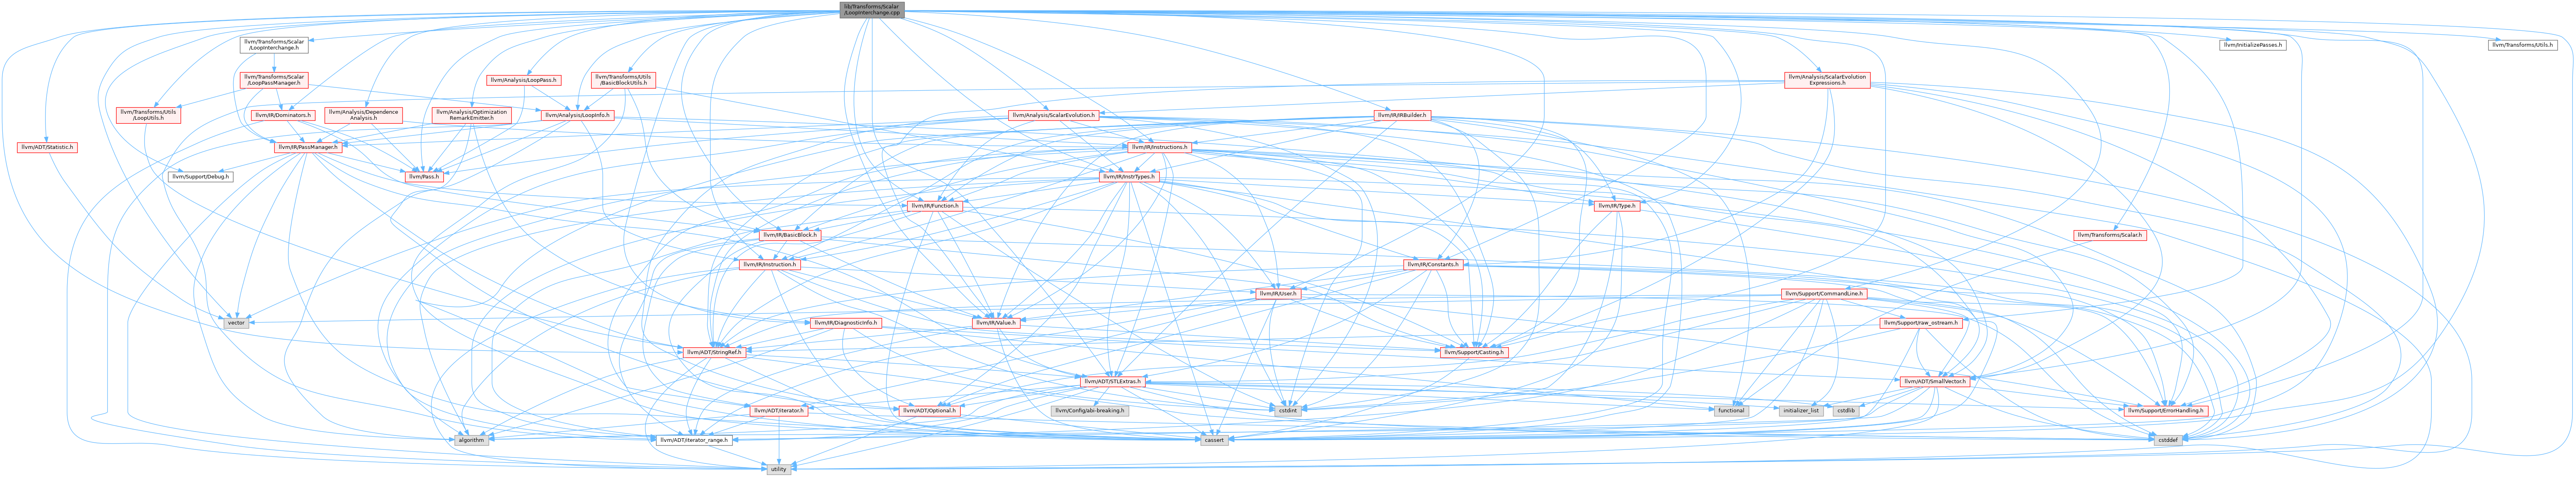 lib/Transforms/Scalar
/LoopInterchange.cpp
llvm/Transforms/Scalar
/LoopInterchange.h
llvm/InitializePasses.h
llvm/Transforms/Utils.h
llvm/Transforms/Scalar
/LoopPassManager.h
llvm/Analysis/LoopPass.h
llvm/Transforms/Utils
/BasicBlockUtils.h
llvm/Analysis/ScalarEvolution
Expressions.h
llvm/Transforms/Utils
/LoopUtils.h
llvm/IR/Dominators.h
llvm/Analysis/Dependence
Analysis.h
llvm/Analysis/Optimization
RemarkEmitter.h
llvm/Analysis/LoopInfo.h
llvm/Analysis/ScalarEvolution.h
llvm/IR/IRBuilder.h
llvm/ADT/Statistic.h
llvm/IR/PassManager.h
llvm/IR/Instructions.h
llvm/Support/Debug.h
llvm/Pass.h
llvm/IR/InstrTypes.h
llvm/IR/Function.h
llvm/IR/Type.h
llvm/IR/BasicBlock.h
llvm/Transforms/Scalar.h
llvm/IR/Instruction.h
llvm/IR/Constants.h
llvm/IR/User.h
llvm/Support/CommandLine.h
vector
llvm/IR/DiagnosticInfo.h
llvm/IR/Value.h
llvm/Support/raw_ostream.h
llvm/ADT/StringRef.h
llvm/Support/Casting.h
llvm/ADT/STLExtras.h
llvm/ADT/SmallVector.h
llvm/ADT/iterator.h
llvm/ADT/Optional.h
llvm/Config/abi-breaking.h
cstdint
functional
initializer_list
cstdlib
llvm/Support/ErrorHandling.h
algorithm
llvm/ADT/iterator_range.h
cassert
cstddef
utility